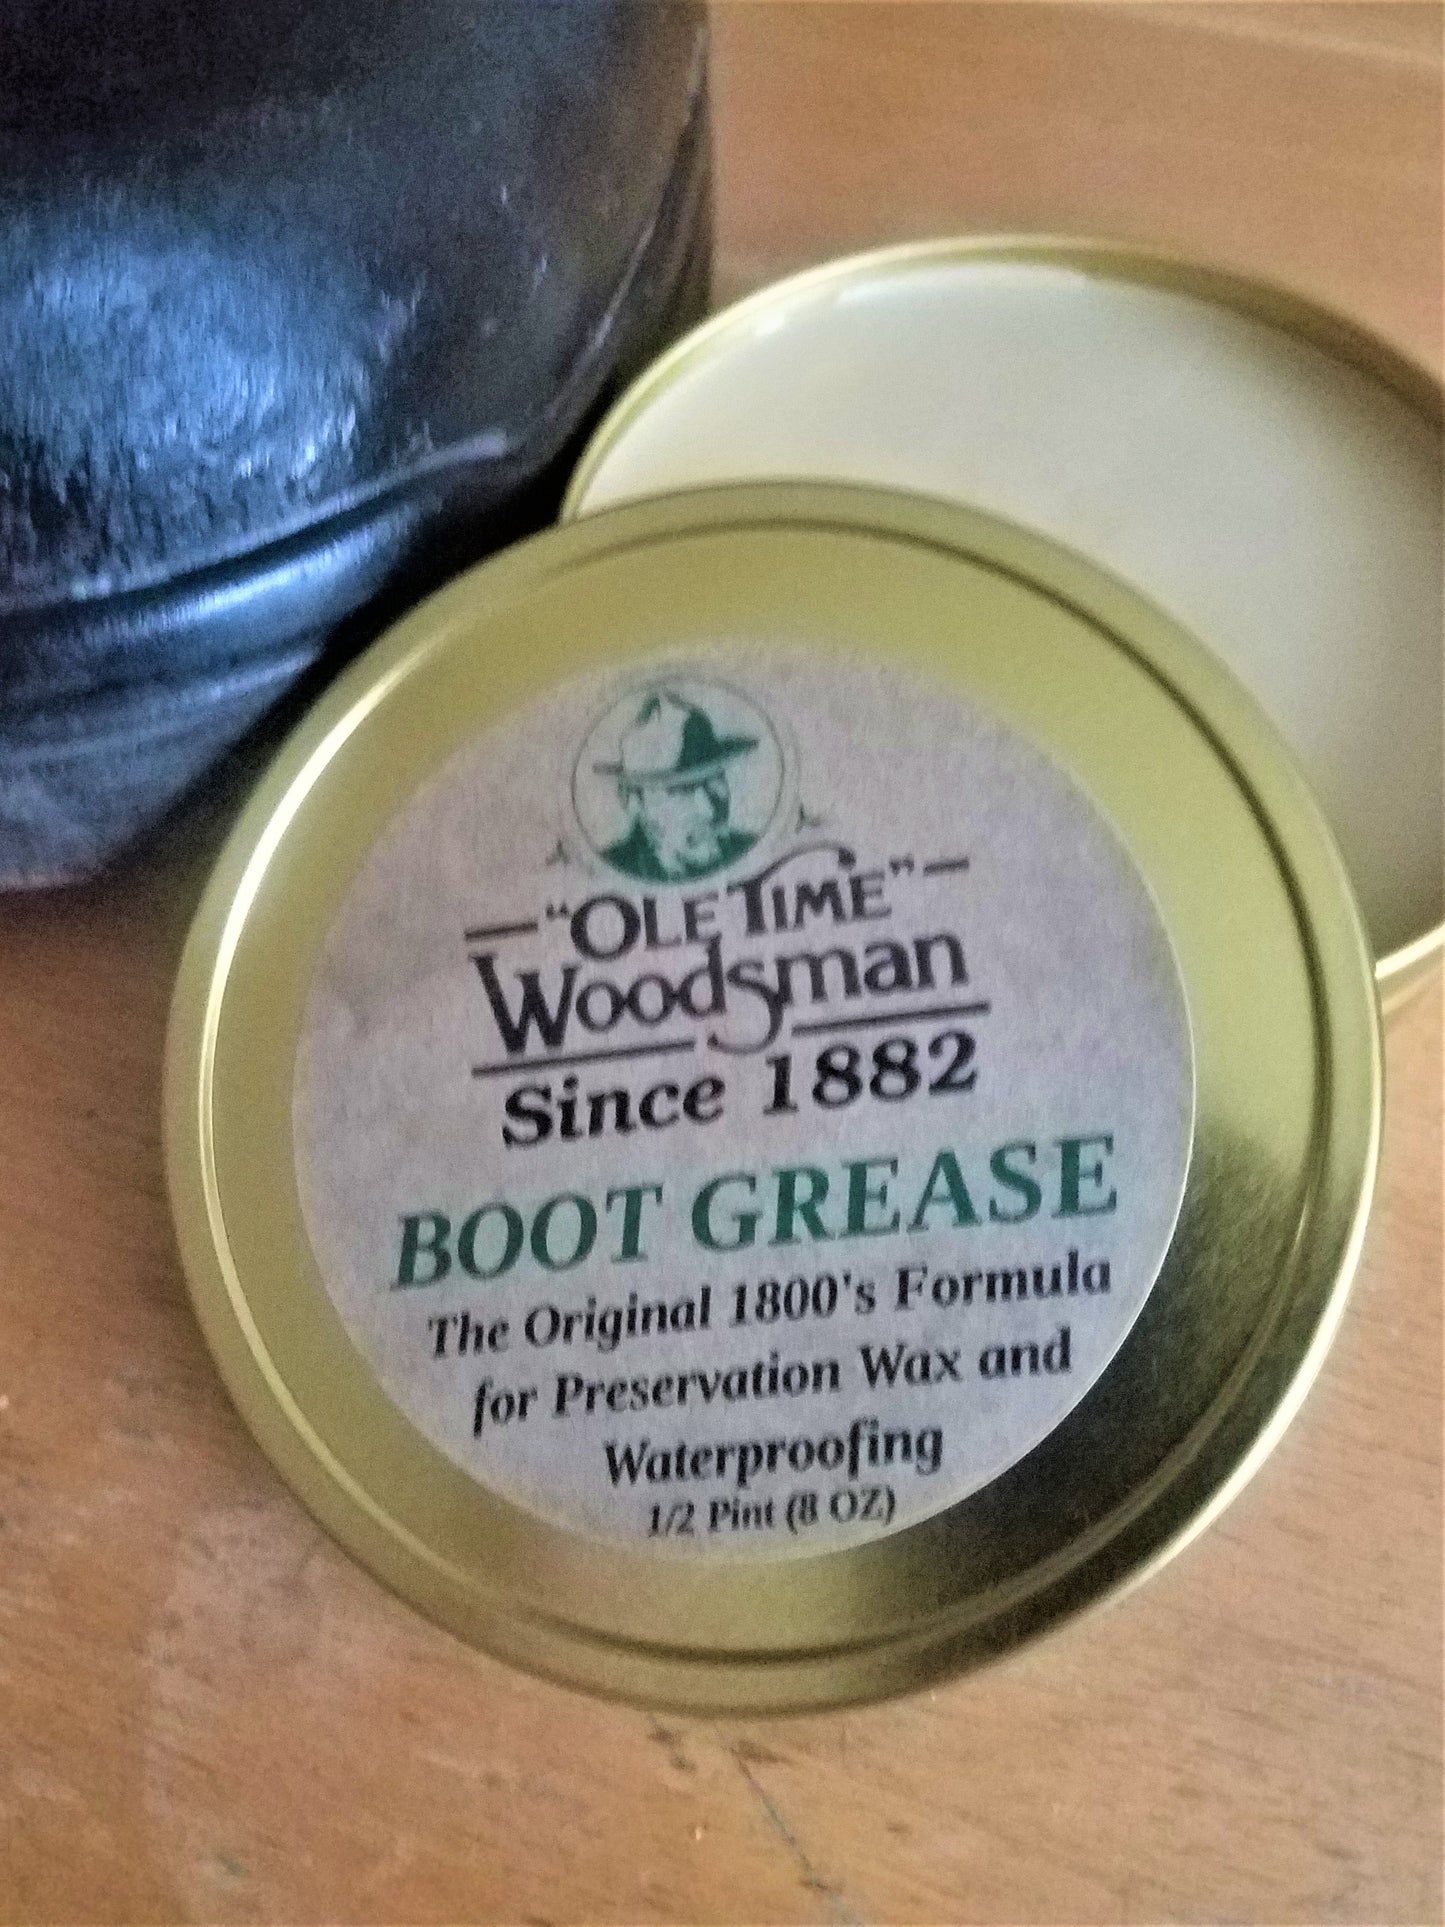 "OLE TIME"
Woodsman
Since 1882
BOOT GREASE
The Original 1800's Formula
for Preservation Wax and
Waterproofing
1/2 Pint (8 OZ)